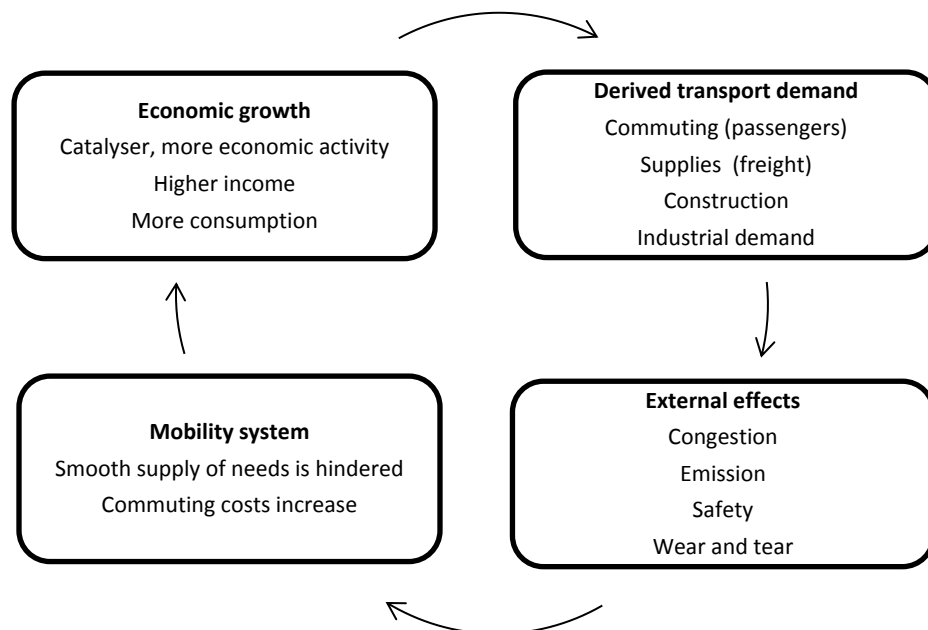 Economic growth
Catalyser, more economic activity
Higher income
More consumption
Derived transport demand
Commuting (passengers)
Supplies  (freight)
Construction
Industrial demand
Mobility system
Smooth supply of needs is hindered
Commuting costs increase
External effects
Congestion
Emission
Safety
Wear and tear